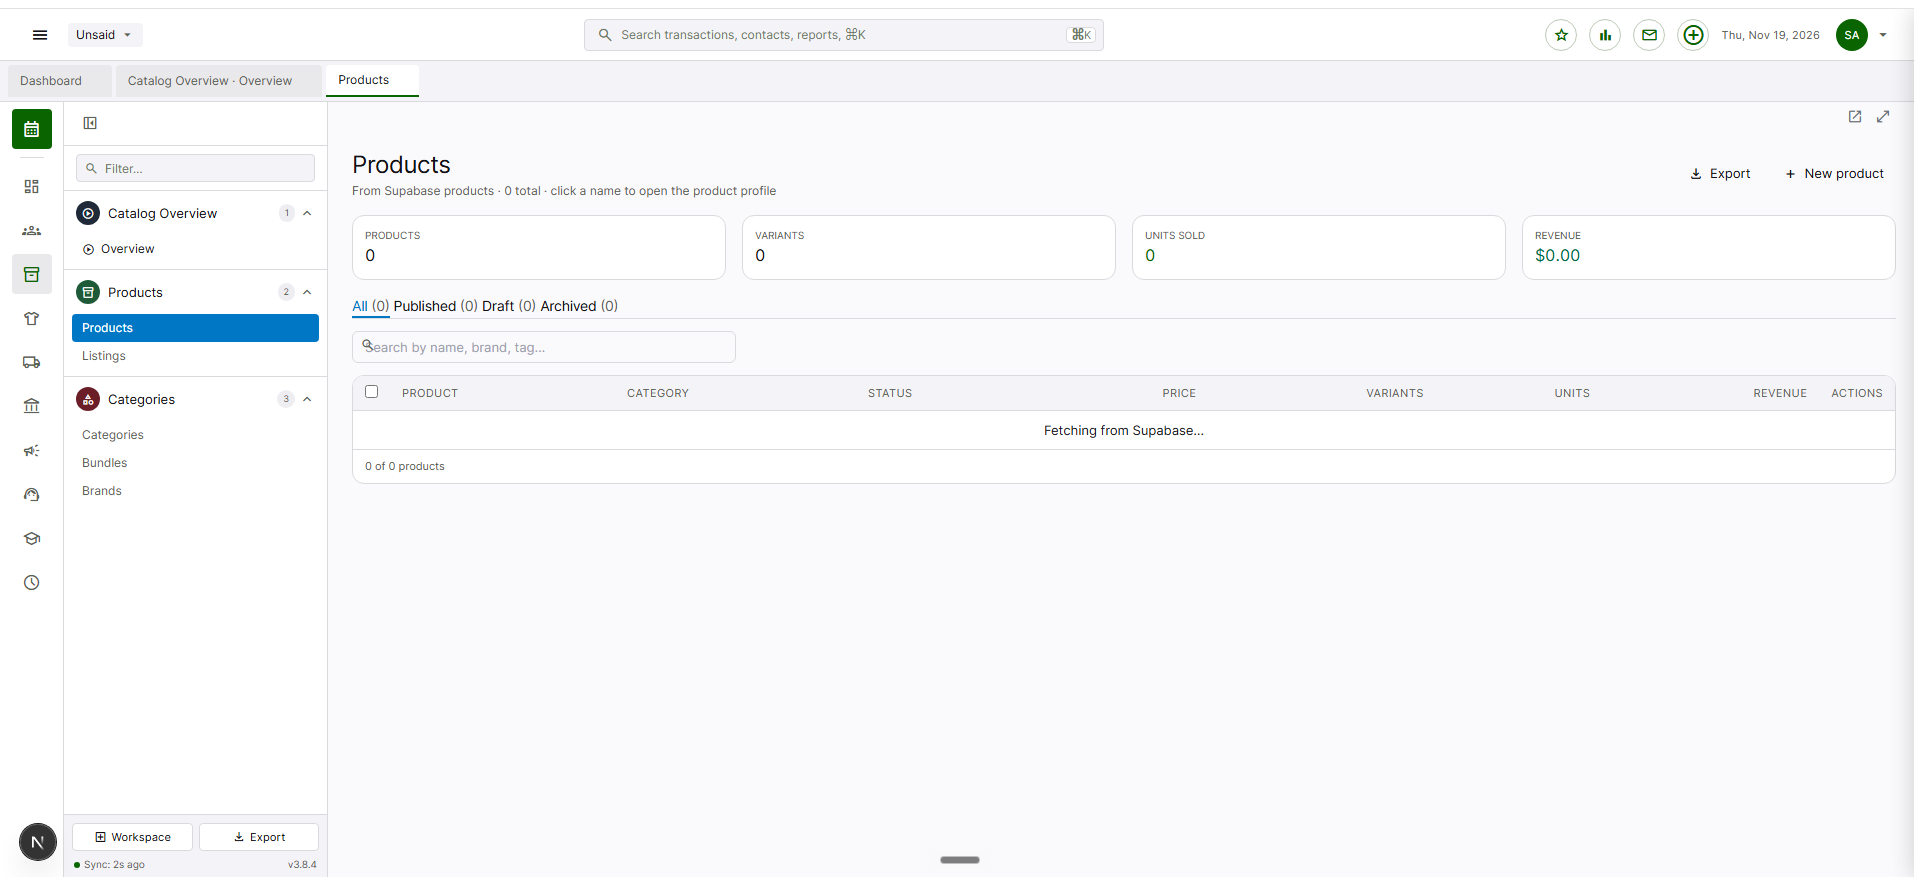 Unsaid
Search transactions, contacts, reports, ⌘K
⌘K
Thu, Nov 19, 2026
SA
Dashboard
Catalog Overview · Overview
Products
Filter...
Catalog Overview
1
Overview
Products
2
Products
Listings
Categories
3
Categories
Bundles
Brands
N
Workspace
Export
Sync: 2s ago
v3.8.4
Products
From Supabase products · 0 total · click a name to open the product profile
Export
+ New product
PRODUCTS
0
VARIANTS
0
UNITS SOLD
0
REVENUE
$0.00
All (0) Published (0) Draft (0) Archived (0)
Search by name, brand, tag...
PRODUCT CATEGORY STATUS PRICE VARIANTS UNITS REVENUE ACTIONS
Fetching from Supabase...
0 of 0 products